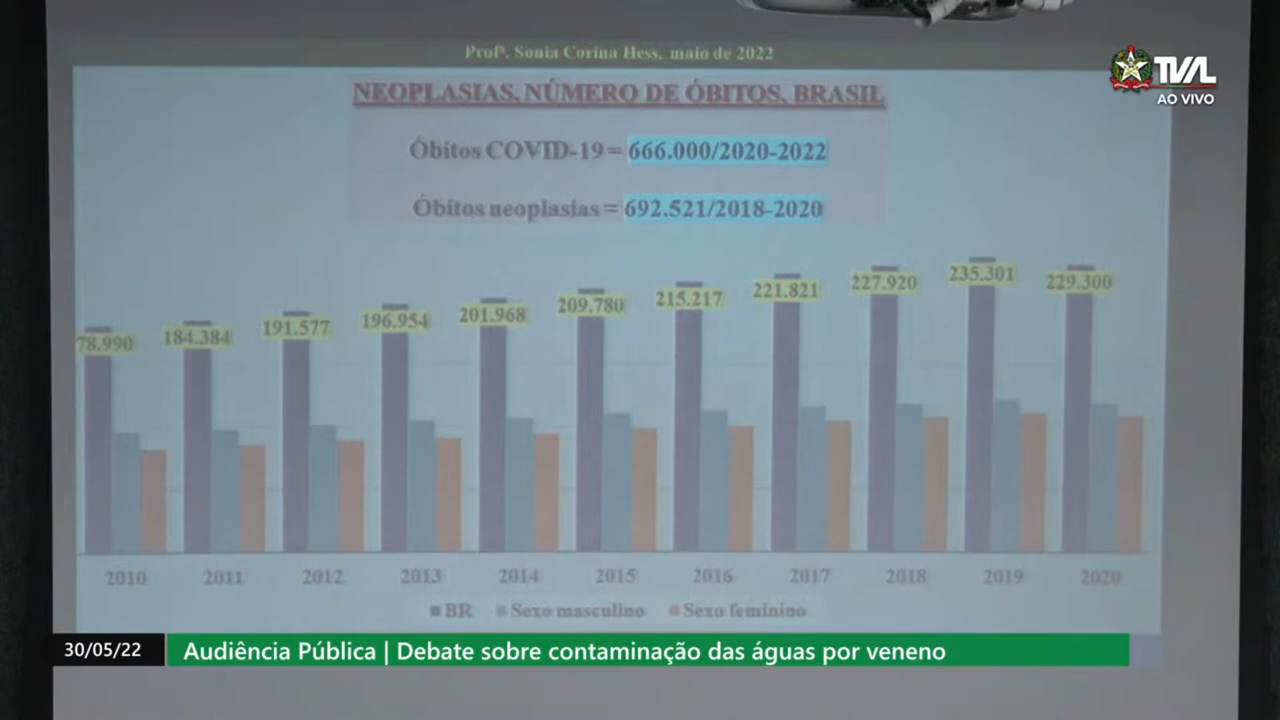 Profª. Sonia Corina Hess, maio de 2022
TVAL
AO VIVO
NEOPLASIAS, NÚMERO DE ÓBITOS, BRASIL
Óbitos COVID-19 = 666.000/2020-2022
Óbitos neoplasias = 692.521/2018-2020
78.990 184.384 191.577 196.954 201.968 209.780 215.217 221.821 227.920 235.301 229.300
2010 2011 2012 2013 2014 2015 2016 2017 2018 2019 2020
BR Sexo masculino Sexo feminino
30/05/22 Audiência Pública | Debate sobre contaminação das águas por veneno